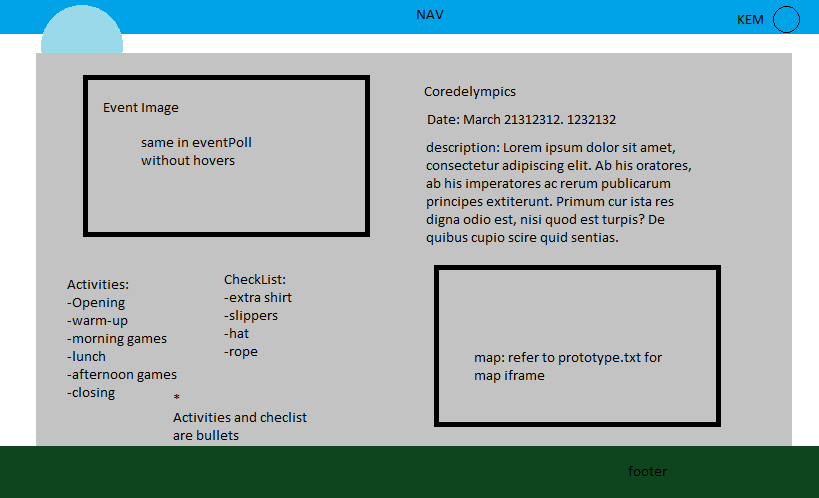 NAV
KEM
Event Image
same in eventPoll
without hovers
Coredelympics
Date: March 21312312. 1232132
description: Lorem ipsum dolor sit amet,
consectetur adipiscing elit. Ab his oratores,
ab his imperatores ac rerum publicarum
principes extiterunt. Primum cur ista res
digna odio est, nisi quod est turpis? De
quibus cupio scire quid sentias.
Activities:
-Opening
-warm-up
-morning games
-lunch
-afternoon games
-closing
CheckList:
-extra shirt
-slippers
-hat
-rope
*
Activities and checlist
are bullets
map: refer to prototype.txt for
map iframe
footer